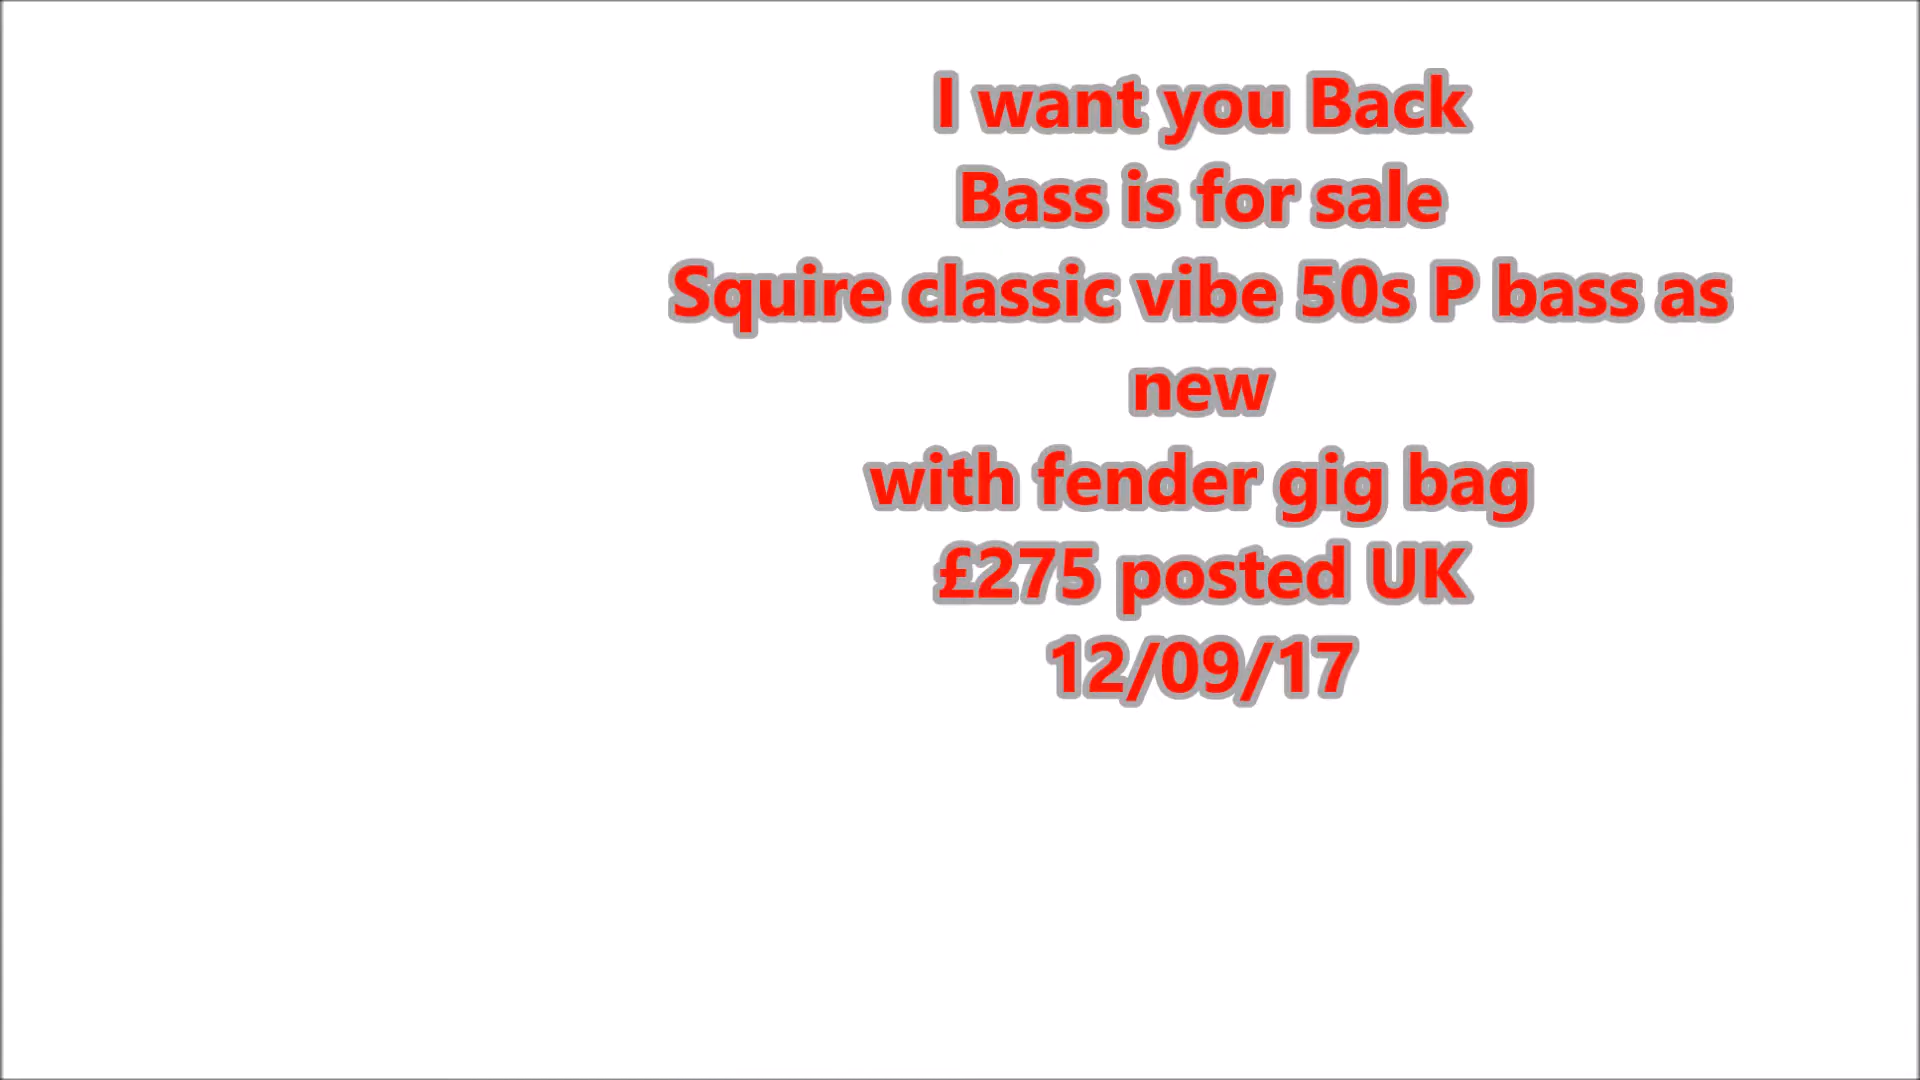 I want you Back
Bass is for sale
Squire classic vibe 50s P bass as
new
with fender gig bag
£275 posted UK
12/09/17